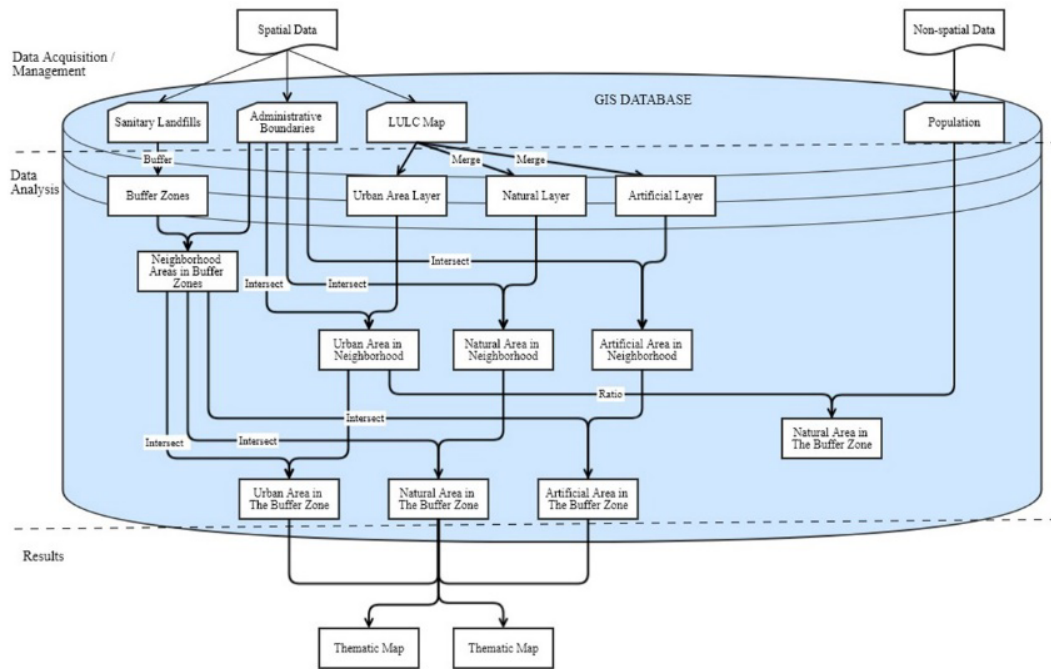 Spatial Data
Non-spatial Data
Data Acquisition /
Management
GIS DATABASE
Sanitary Landfills
Administrative
Boundaries
LULC Map
Population
Buffer
Merge
Merge
Data
Analysis
Buffer Zones
Urban Area Layer
Natural Layer
Artificial Layer
Neighborhood
Areas in Buffer
Zones
Intersect
Intersect
Intersect
Urban Area in
Neighborhood
Natural Area in
Neighborhood
Artificial Area in
Neighborhood
Ratio
Intersect
Intersect
Intersect
Natural Area in
The Buffer Zone
Urban Area in
The Buffer Zone
Natural Area in
The Buffer Zone
Artificial Area in
The Buffer Zone
Results
Thematic Map
Thematic Map